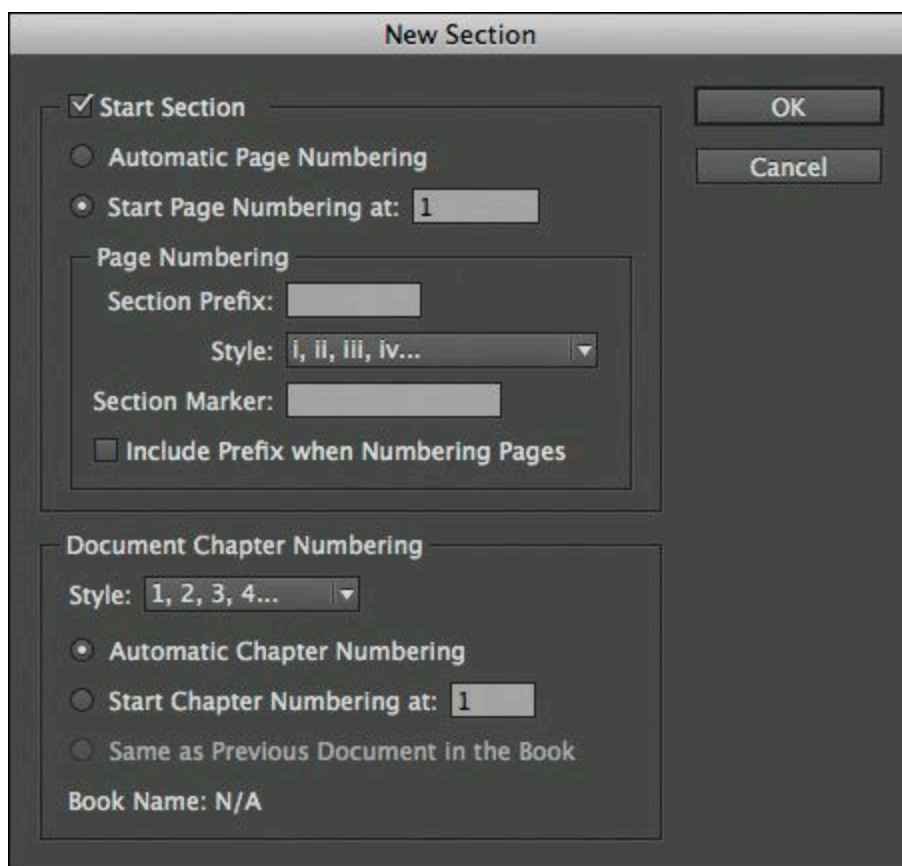 New Section
Start Section
OK
Automatic Page Numbering
Cancel
Start Page Numbering at: 1
Page Numbering
Section Prefix:
Style: i, ii, iii, iv...
Section Marker:
Include Prefix when Numbering Pages
Document Chapter Numbering
Style: 1, 2, 3, 4...
Automatic Chapter Numbering
Start Chapter Numbering at: 1
Same as Previous Document in the Book
Book Name: N/A